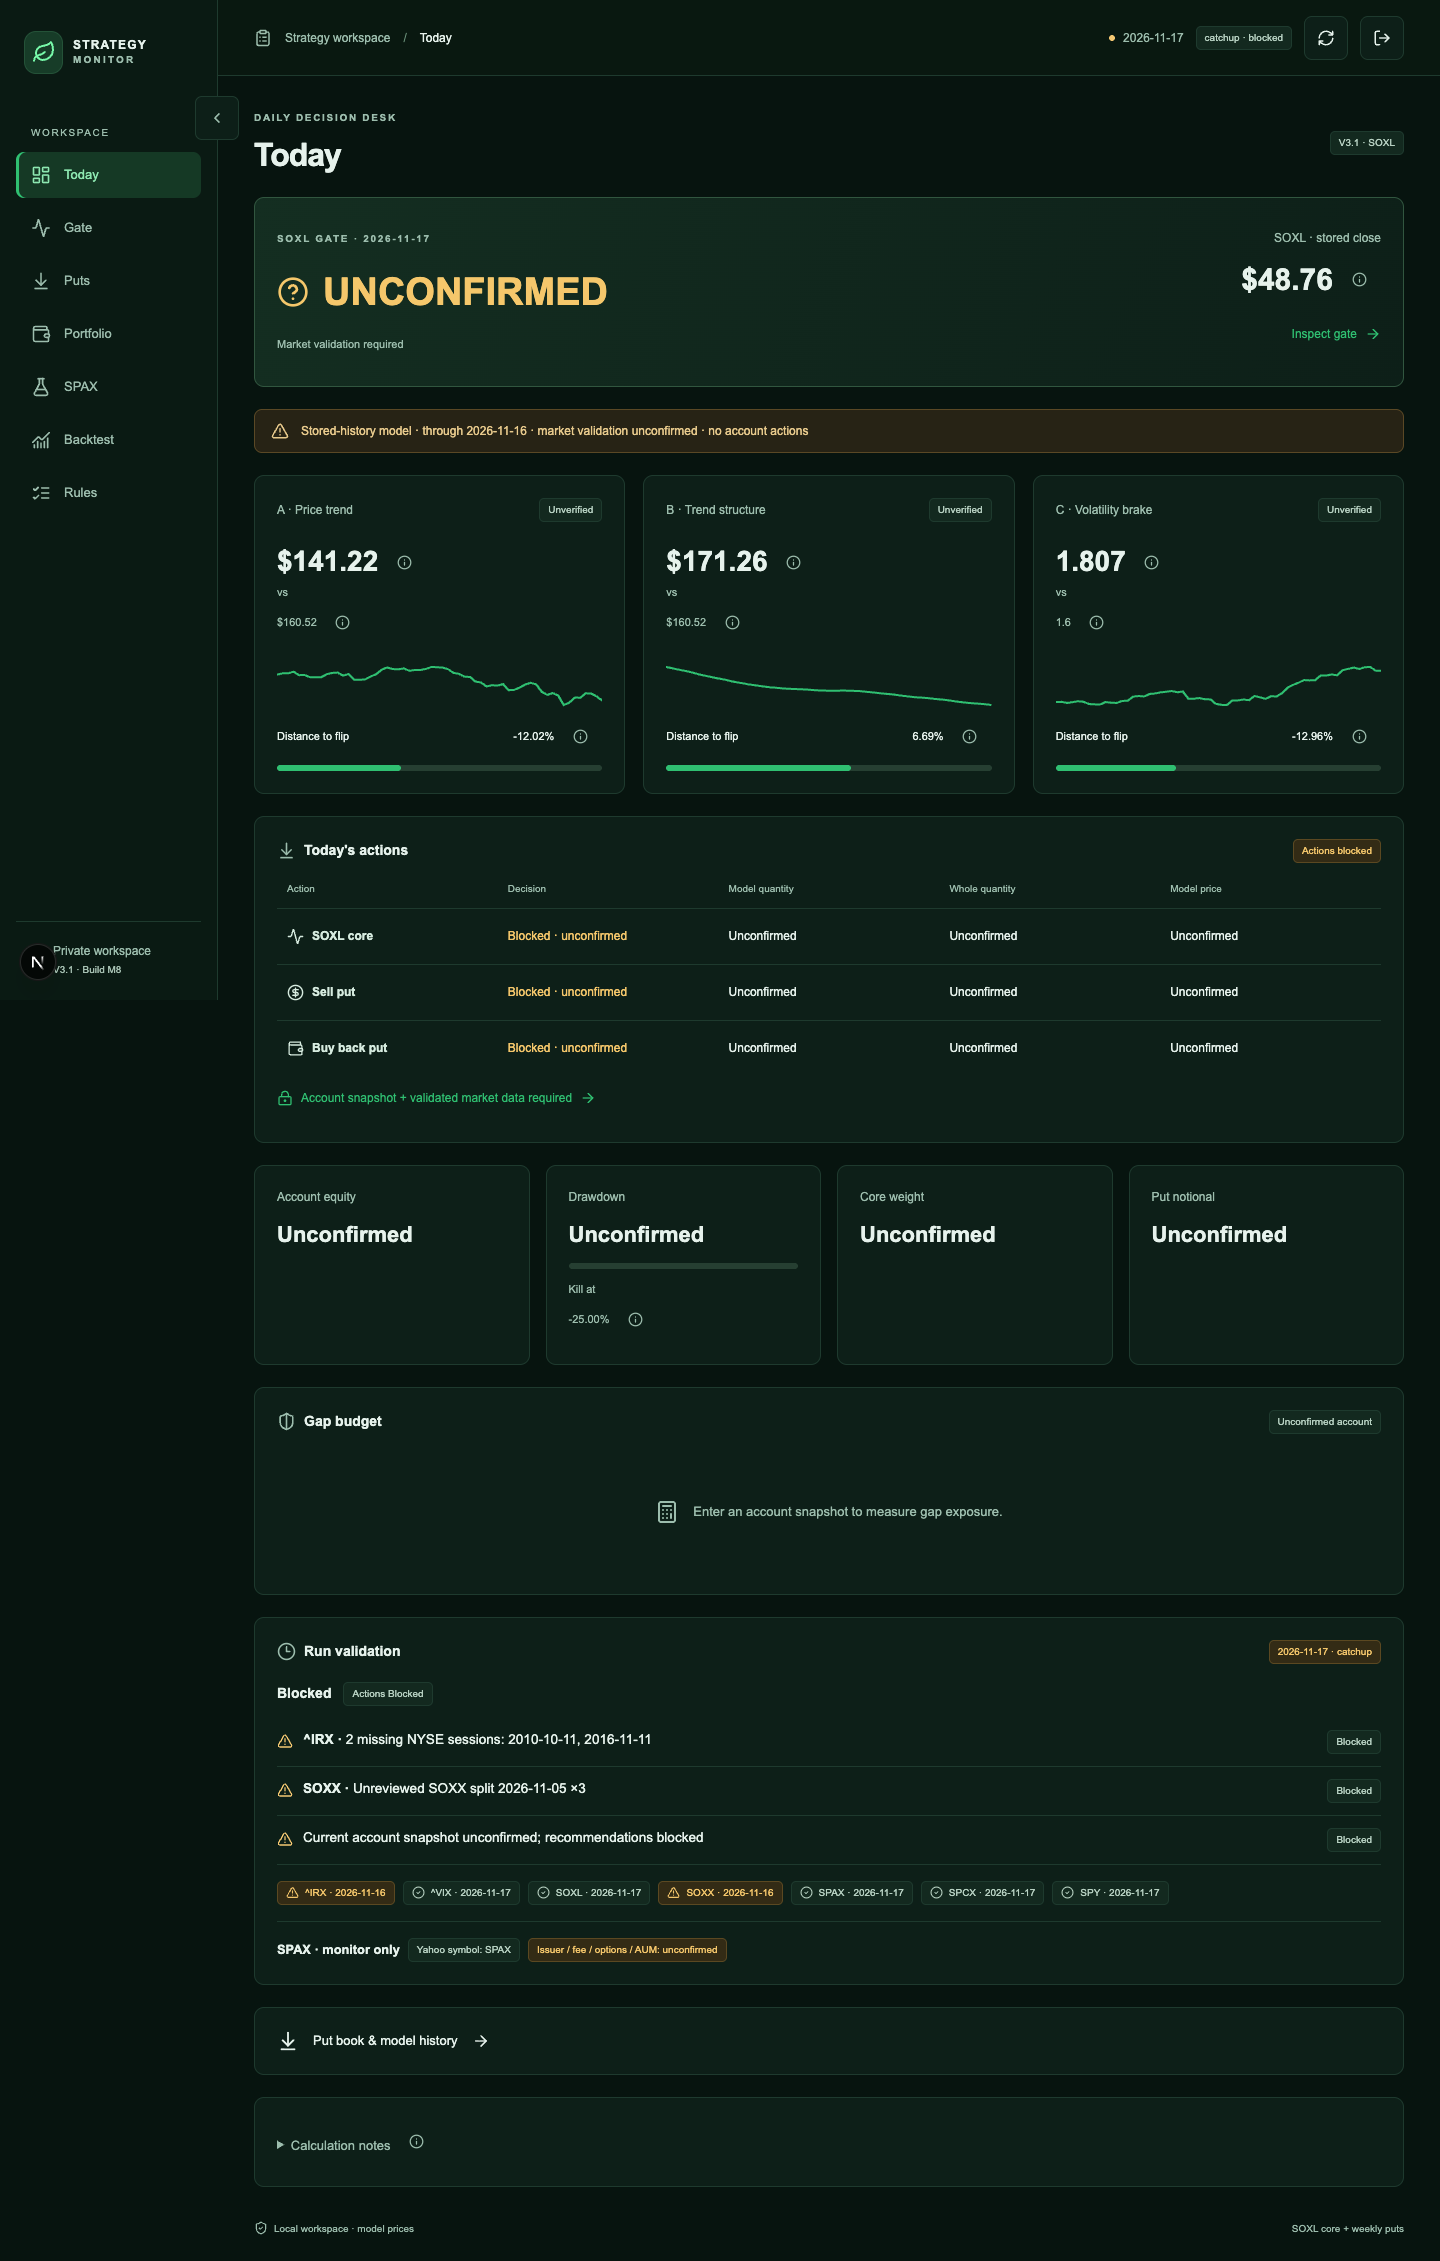 STRATEGY
MONITOR
WORKSPACE
Today
Gate
Puts
Portfolio
SPAX
Backtest
Rules
Private workspace
V3.1 · Build M8
N
Strategy workspace / Today
2026-11-17
catchup · blocked
DAILY DECISION DESK
Today
V3.1 · SOXL
SOXL GATE · 2026-11-17
UNCONFIRMED
Market validation required
SOXL · stored close
$48.76
Inspect gate
Stored-history model · through 2026-11-16 · market validation unconfirmed · no account actions
A · Price trend
Unverified
$141.22
vs
$160.52
Distance to flip
-12.02%
B · Trend structure
Unverified
$171.26
vs
$160.52
Distance to flip
6.69%
C · Volatility brake
Unverified
1.807
vs
1.6
Distance to flip
-12.96%
Today's actions
Actions blocked
Action Decision Model quantity Whole quantity Model price
SOXL core Blocked · unconfirmed Unconfirmed Unconfirmed Unconfirmed
Sell put Blocked · unconfirmed Unconfirmed Unconfirmed Unconfirmed
Buy back put Blocked · unconfirmed Unconfirmed Unconfirmed Unconfirmed
Account snapshot + validated market data required
Account equity
Unconfirmed
Drawdown
Unconfirmed
Kill at
-25.00%
Core weight
Unconfirmed
Put notional
Unconfirmed
Gap budget
Unconfirmed account
Enter an account snapshot to measure gap exposure.
Run validation
2026-11-17 · catchup
Blocked
Actions Blocked
^IRX · 2 missing NYSE sessions: 2010-10-11, 2016-11-11
Blocked
SOXX · Unreviewed SOXX split 2026-11-05 ×3
Blocked
Current account snapshot unconfirmed; recommendations blocked
Blocked
^IRX · 2026-11-16
^VIX · 2026-11-17
SOXL · 2026-11-17
SOXX · 2026-11-16
SPAX · 2026-11-17
SPCX · 2026-11-17
SPY · 2026-11-17
SPAX · monitor only
Yahoo symbol: SPAX
Issuer / fee / options / AUM: unconfirmed
Put book & model history
Calculation notes
Local workspace · model prices
SOXL core + weekly puts